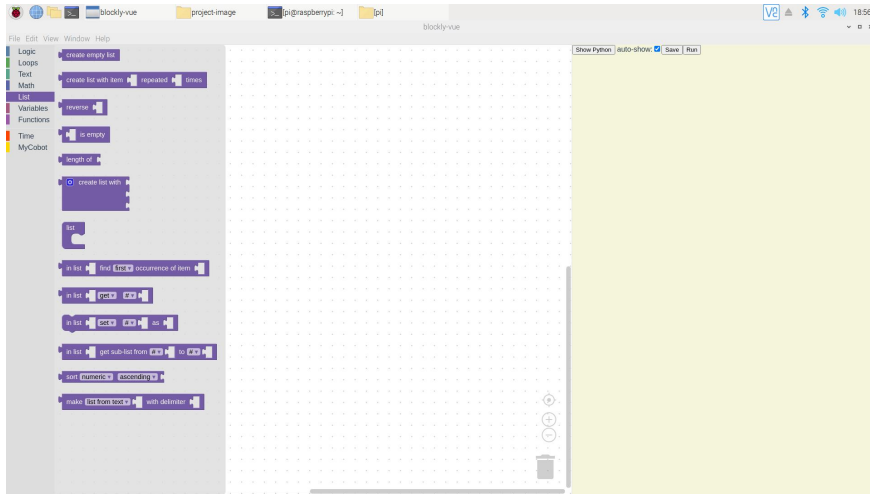 blockly-vue
project-image
[pi@raspberrypi: ~]
[pi]
18:56
blockly-vue
File Edit View Window Help
Logic
Loops
Text
Math
List
Variables
Functions
Time
MyCobot
create empty list
create list with item repeated times
reverse
is empty
length of
create list with
list
in list find first occurrence of item
in list get #
in list set # as
in list get sub-list from # to #
sort numeric ascending
make list from text with delimiter
Show Python auto-show: Save Run